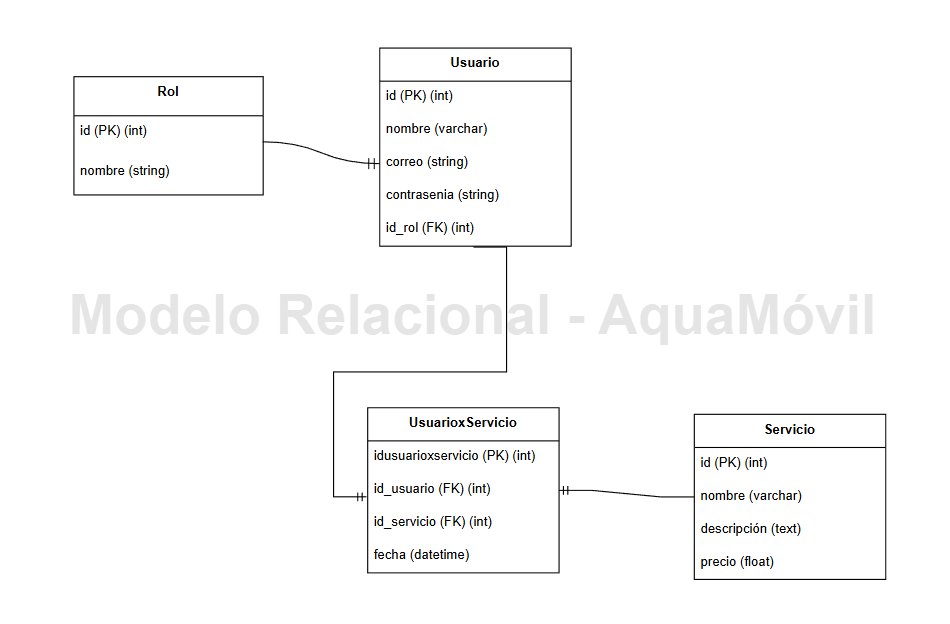 Rol
id (PK) (int)
nombre (string)
Usuario
id (PK) (int)
nombre (varchar)
correo (string)
contrasenia (string)
id_rol (FK) (int)
Modelo Relacional - AquaMóvil
UsuarioxServicio
idusuarioxservicio (PK) (int)
id_usuario (FK) (int)
id_servicio (FK) (int)
fecha (datetime)
Servicio
id (PK) (int)
nombre (varchar)
descripción (text)
precio (float)